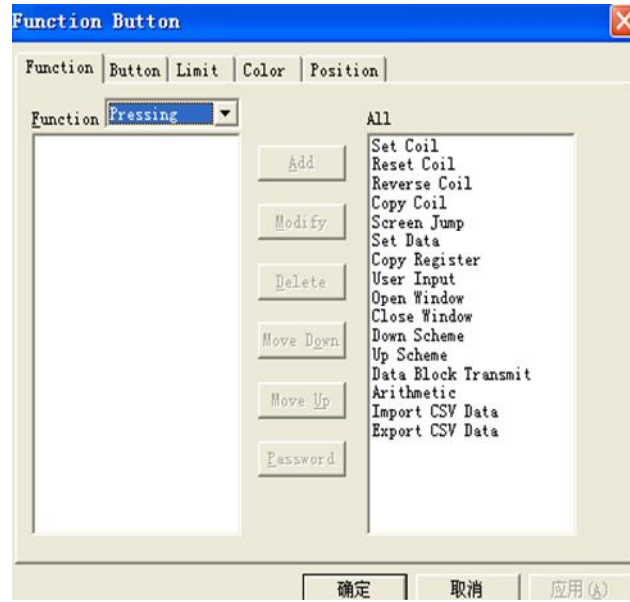 Function Button
Function Button Limit Color Position
Function Pressing
All
Add
Modify
Delete
Move Down
Move Up
Password
Set Coil
Reset Coil
Reverse Coil
Copy Coil
Screen Jump
Set Data
Copy Register
User Input
Open Window
Close Window
Down Scheme
Up Scheme
Data Block Transmit
Arithmetic
Import CSV Data
Export CSV Data
确定 取消 应用(A)